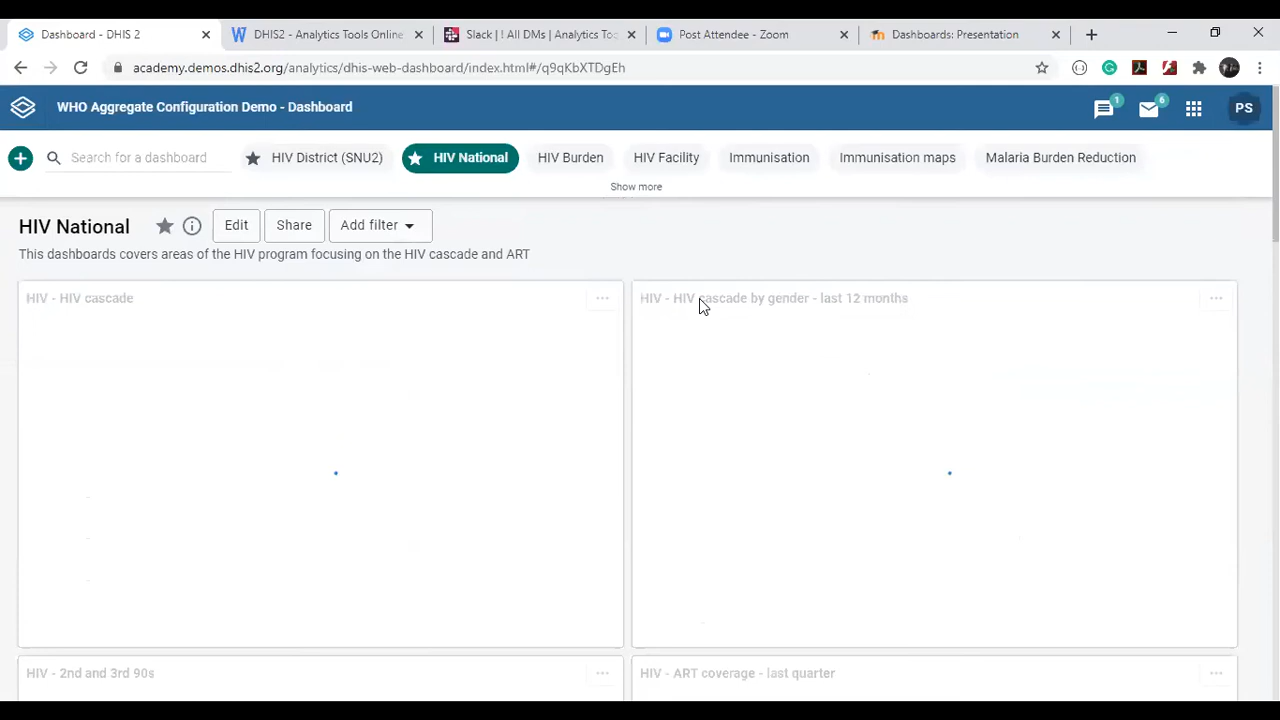 Dashboard - DHIS 2
DHIS2 - Analytics Tools Online
Slack | ! All DMs | Analytics Too
Post Attendee - Zoom
Dashboards: Presentation
academy.demos.dhis2.org/analytics/dhis-web-dashboard/index.html#/q9qKbXTDgEh
WHO Aggregate Configuration Demo - Dashboard
1
6
PS
Search for a dashboard
HIV District (SNU2)
HIV National
HIV Burden
HIV Facility
Immunisation
Immunisation maps
Malaria Burden Reduction
Show more
HIV National
Edit
Share
Add filter
This dashboards covers areas of the HIV program focusing on the HIV cascade and ART
HIV - HIV cascade
HIV - HIV cascade by gender - last 12 months
HIV - 2nd and 3rd 90s
HIV - ART coverage - last quarter